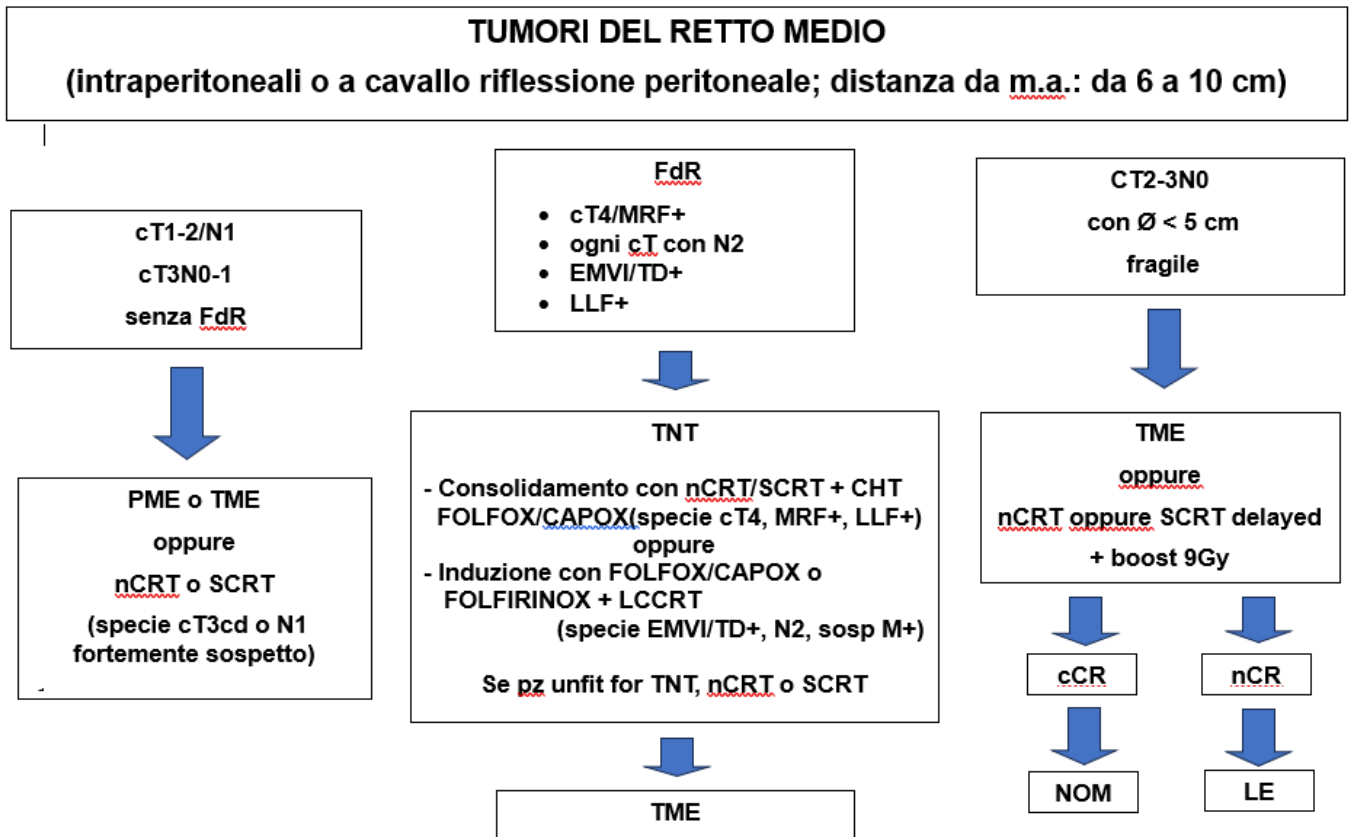 TUMORI DEL RETTO MEDIO
(intraperitoneali o a cavallo riflessione peritoneale; distanza da m.a.: da 6 a 10 cm)
cT1-2/N1
cT3N0-1
senza FdR
PME o TME
oppure
nCRT o SCRT
(specie cT3cd o N1
fortemente sospetto)
FdR
• cT4/MRF+
• ogni cT con N2
• EMVI/TD+
• LLF+
TNT
- Consolidamento con nCRT/SCRT + CHT
FOLFOX/CAPOX(specie cT4, MRF+, LLF+)
oppure
- Induzione con FOLFOX/CAPOX o
FOLFIRINOX + LCCRT
(specie EMVI/TD+, N2, sosp M+)
Se pz unfit for TNT, nCRT o SCRT
TME
CT2-3N0
con Ø < 5 cm
fragile
TME
oppure
nCRT oppure SCRT delayed
+ boost 9Gy
cCR
nCR
NOM
LE